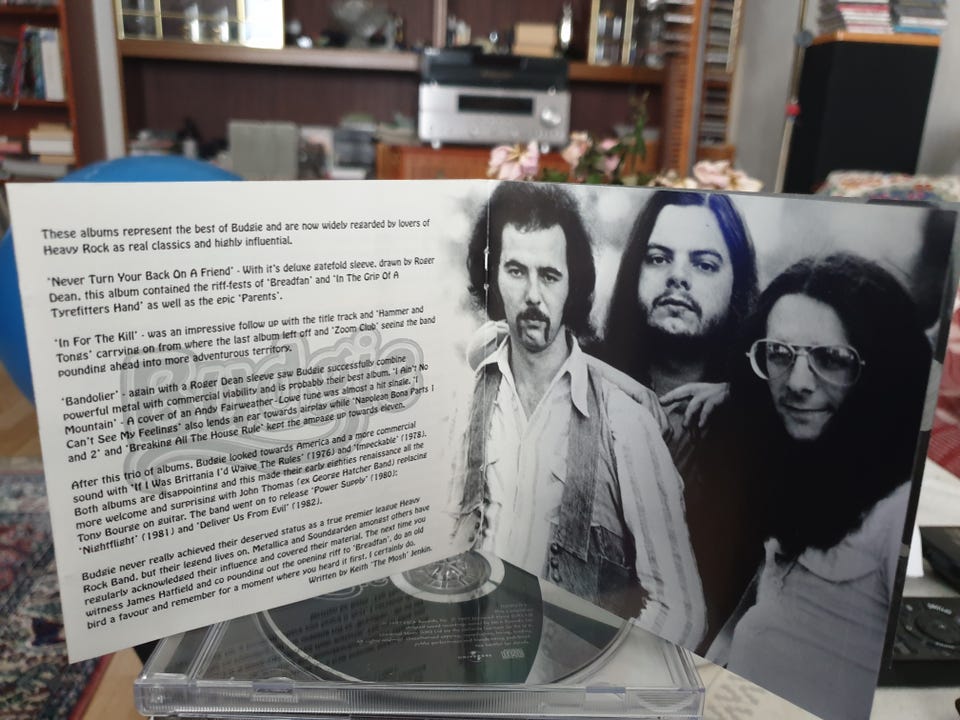 These albums represent the best of Budgie and are now widely regarded by lovers of
Heavy Rock as real classics and highly influential.
'Never Turn Your Back On A Friend' - With it's deluxe gatefold sleeve, drawn by Roger
Dean, this album contained the riff-fests of 'Breadfan' and 'In The Grip Of A
Tyrefitters Hand' as well as the epic 'Parents'.
'In For The Kill' - was an impressive follow up with the title track and 'Hammer and
Tongs' carrying on from where the last album left off and 'Zoom Club' seeing the band
pounding ahead into more adventurous territory.
'Bandolier' - again with a Roger Dean sleeve saw Budgie successfully combine
powerful metal with commercial viability and is probably their best album. 'I Ain't No
Mountain' - A cover of an Andy Fairweather-Lowe tune was almost a hit single. 'I
Can't See My Feelings' also lends an ear towards airplay while 'Napolean Bona Parts 1
and 2' and 'Breaking All The House Rule' kept the ampage up towards eleven.
After this trio of albums, Budgie looked towards America and a more commercial
sound with 'If I Was Brittania I'd Waive The Rules' (1976) and 'Impeckable' (1978).
Both albums are disappointing and this made their early eighties renaissance all the
more welcome and surprising with John Thomas (ex George Hatcher Band) replacing
Tony Bourge on guitar. The band went on to release 'Power Supply' (1980);
'Nightflight' (1981) and 'Deliver Us From Evil' (1982).
Budgie never really achieved their deserved status as a true premier league Heavy
Rock Band, but their legend lives on. Metallica and Soundgarden amongst others have
regularly acknowledged their influence and covered their material. The next time you
witness James Hatfield and co pounding out the opening riff to 'Breadfan', do an old
bird a favour and remember for a moment where you heard it first. I certainly do.
Written by Keith 'The Mosh' Jenkin.
Budgie